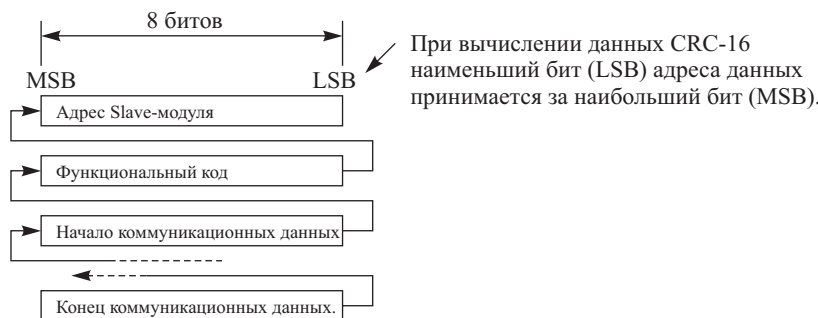 8 битов
MSB
LSB
При вычислении данных CRC-16
наименьший бит (LSB) адреса данных
принимается за наибольший бит (MSB).
Адрес Slave-модуля
Функциональный код
Начало коммуникационных данных
Конец коммуникационных данных.